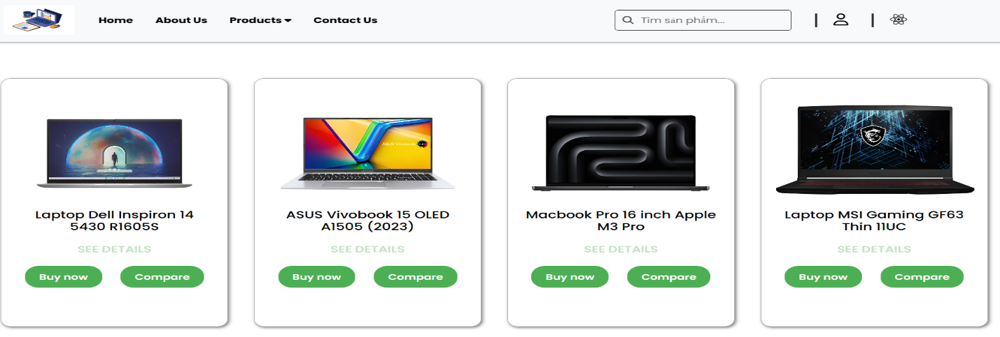 Home About Us Products Contact Us Tìm sản phẩm...
ASUS Vivobook
Laptop Dell Inspiron 14
5430 R1605S
SEE DETAILS
Buy now Compare
ASUS Vivobook 15 OLED
A1505 (2023)
SEE DETAILS
Buy now Compare
Macbook Pro 16 inch Apple
M3 Pro
SEE DETAILS
Buy now Compare
Laptop MSI Gaming GF63
Thin 11UC
SEE DETAILS
Buy now Compare